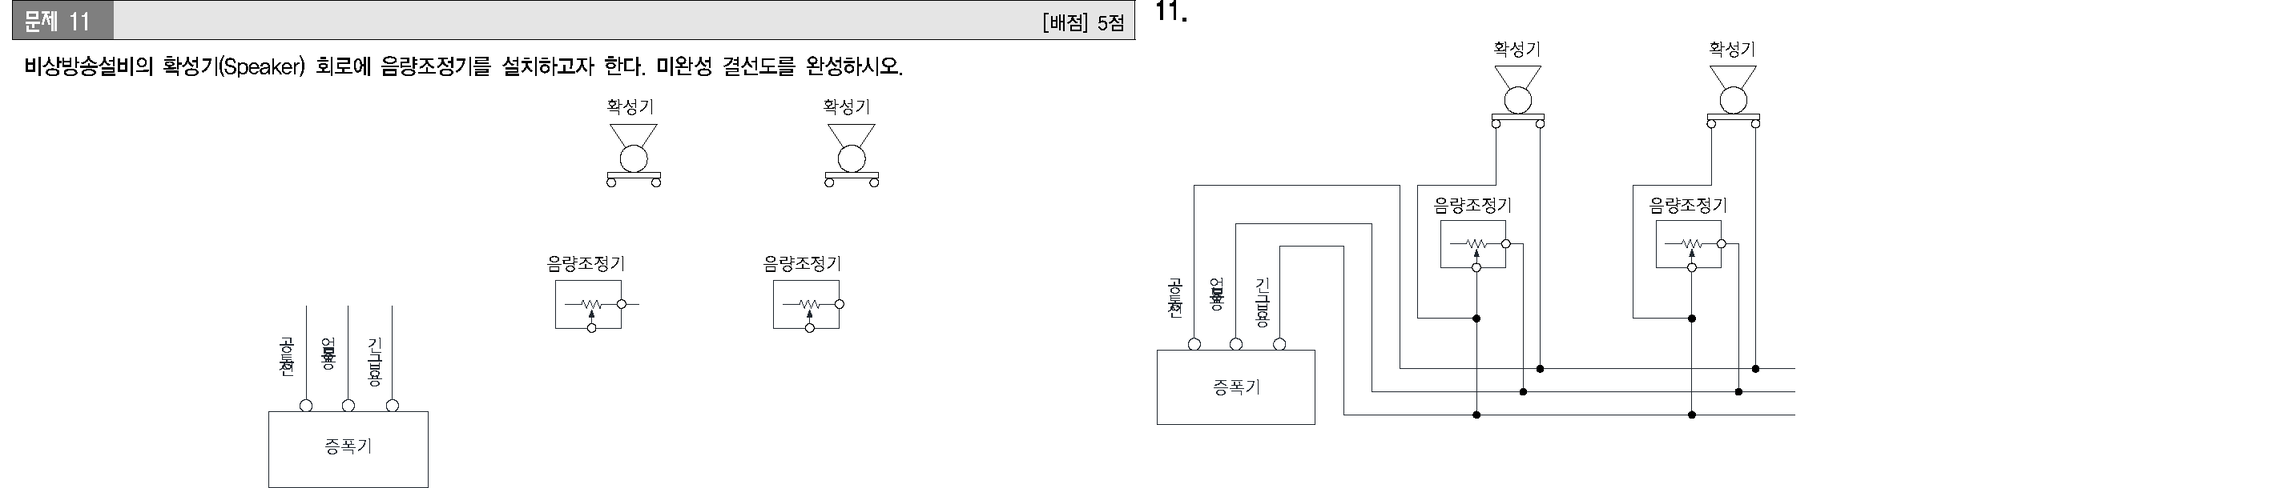 문제 11
[배점] 5점
비상방송설비의 확성기(Speaker) 회로에 음량조정기를 설치하고자 한다. 미완성 결선도를 완성하시오.
확성기
확성기
음량조정기
음량조정기
공통선
업무용
긴급용
증폭기
11.
확성기
확성기
음량조정기
음량조정기
공통선
업무용
긴급용
증폭기